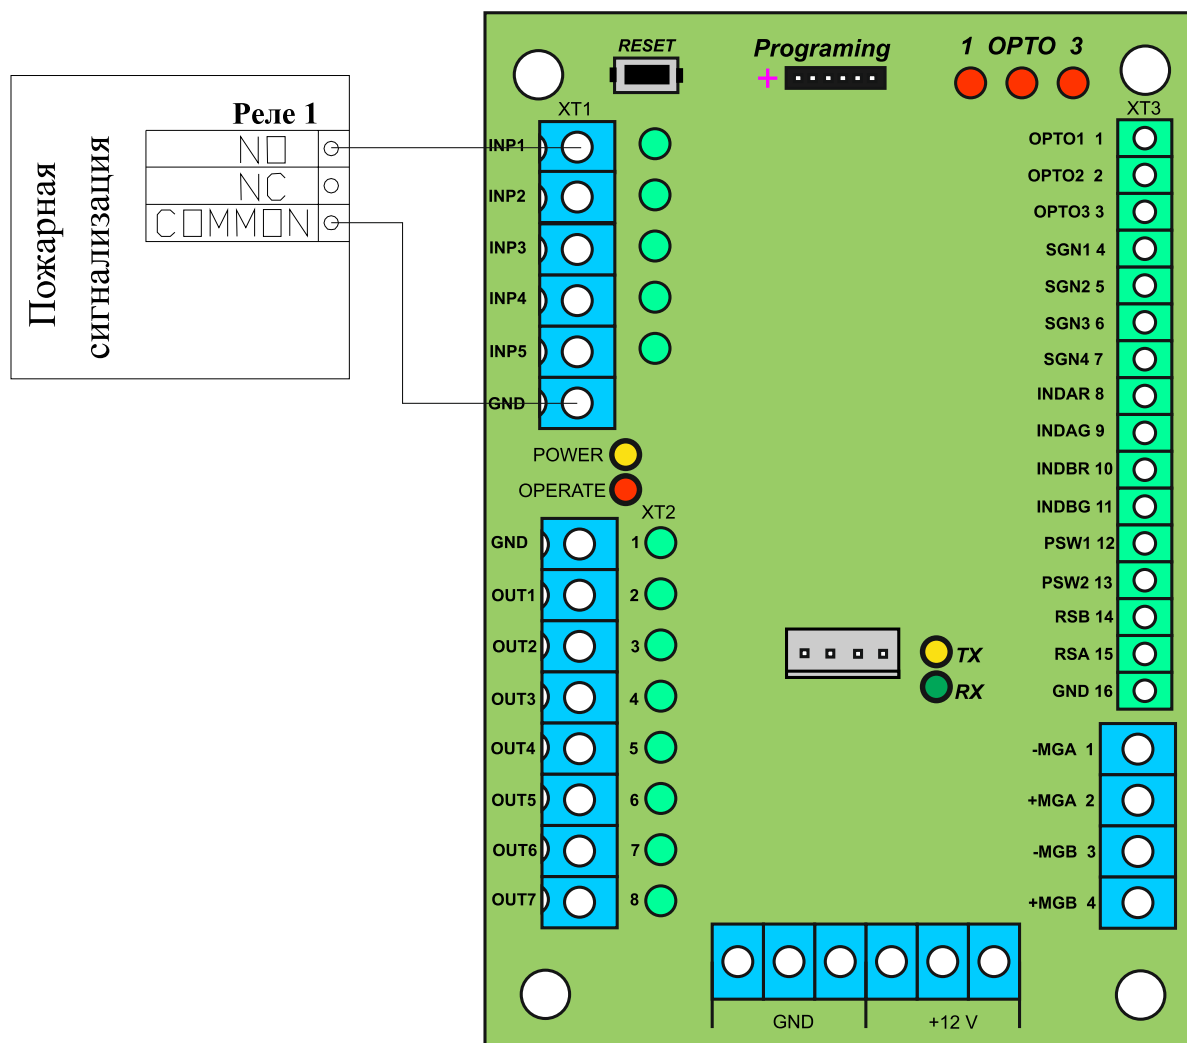 Пожарная
сигнализация
Реле 1
NO
NC
COMMON
RESET
Programing
+
1 OPTO 3
XT1
INP1
INP2
INP3
INP4
INP5
GND
POWER
OPERATE
XT2
GND 1
OUT1 2
OUT2 3
OUT3 4
OUT4 5
OUT5 6
OUT6 7
OUT7 8
TX
RX
XT3
OPTO1 1
OPTO2 2
OPTO3 3
SGN1 4
SGN2 5
SGN3 6
SGN4 7
INDAR 8
INDAG 9
INDBR 10
INDBG 11
PSW1 12
PSW2 13
RSB 14
RSA 15
GND 16
-MGA 1
+MGA 2
-MGB 3
+MGB 4
GND
+12 V